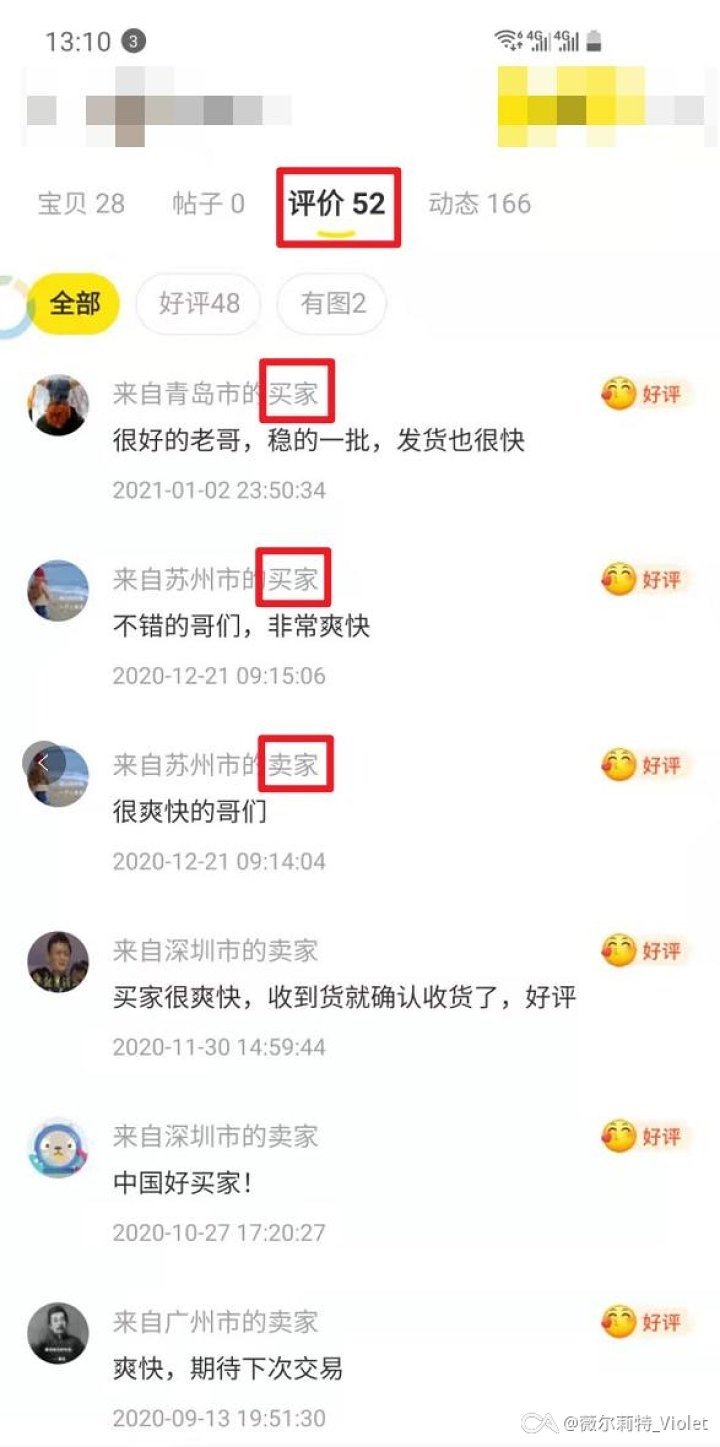 13:10 3
4G 4G
宝贝 28 帖子 0 评价 52 动态 166
全部 好评48 有图2
来自青岛市的买家 好评
很好的老哥，稳的一批，发货也很快
2021-01-02 23:50:34
来自苏州市的买家 好评
不错的哥们，非常爽快
2020-12-21 09:15:06
来自苏州市的卖家 好评
很爽快的哥们
2020-12-21 09:14:04
来自深圳市的卖家 好评
买家很爽快，收到货就确认收货了，好评
2020-11-30 14:59:44
来自深圳市的卖家 好评
中国好买家！
2020-10-27 17:20:27
来自广州市的卖家 好评
爽快，期待下次交易
2020-09-13 19:51:30
@薇尔莉特_Violet